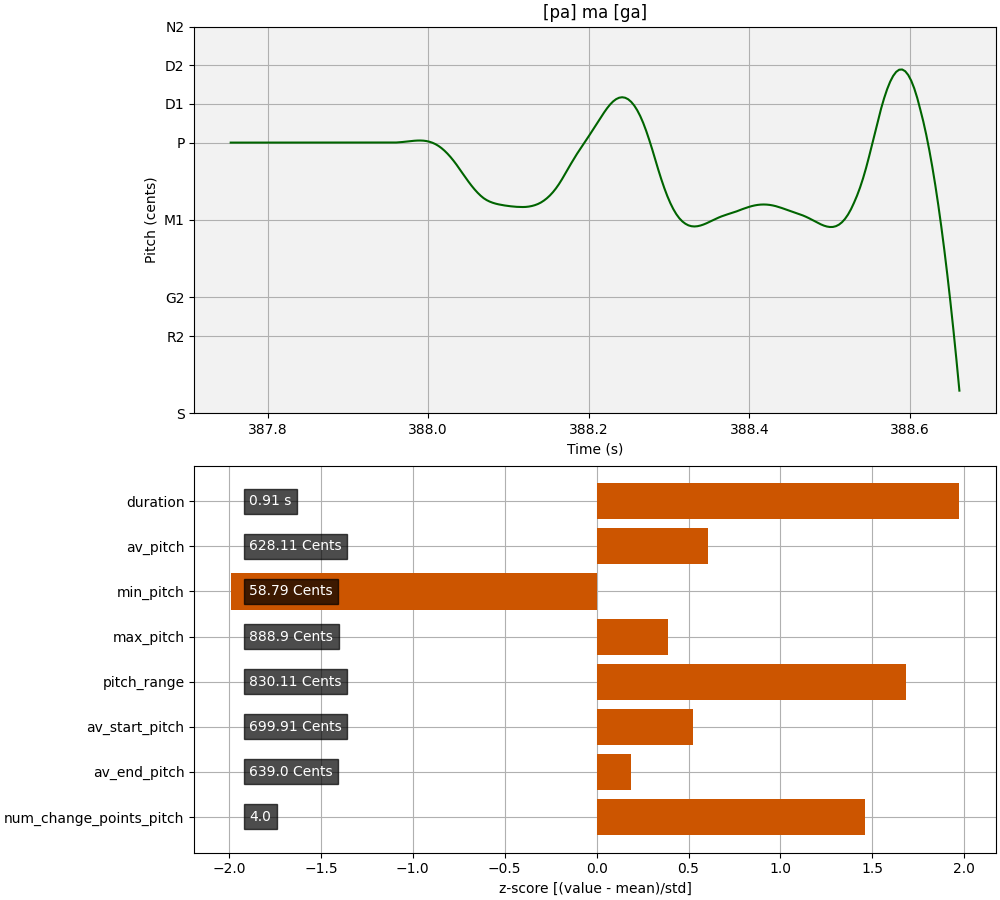 [pa] ma [ga]
N2
D2
D1
P
M1
G2
R2
S
Pitch (cents)
387.8
388.0
388.2
388.4
388.6
Time (s)
duration
0.91 s
av_pitch
628.11 Cents
min_pitch
58.79 Cents
max_pitch
888.9 Cents
pitch_range
830.11 Cents
av_start_pitch
699.91 Cents
av_end_pitch
639.0 Cents
num_change_points_pitch
4.0
−2.0
−1.5
−1.0
−0.5
0.0
0.5
1.0
1.5
2.0
z-score [(value - mean)/std]